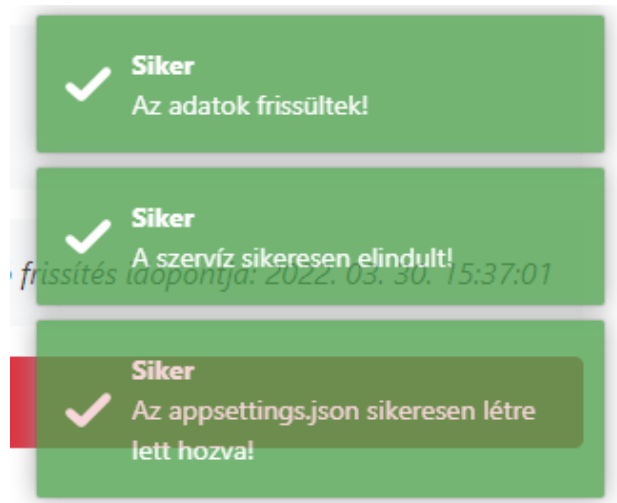 Siker
Az adatok frissültek!
Siker
A szervíz sikeresen elindult!
frissítés időpontja: 2022. 03. 30. 15:37:01
Siker
Az appsettings.json sikeresen létre
lett hozva!